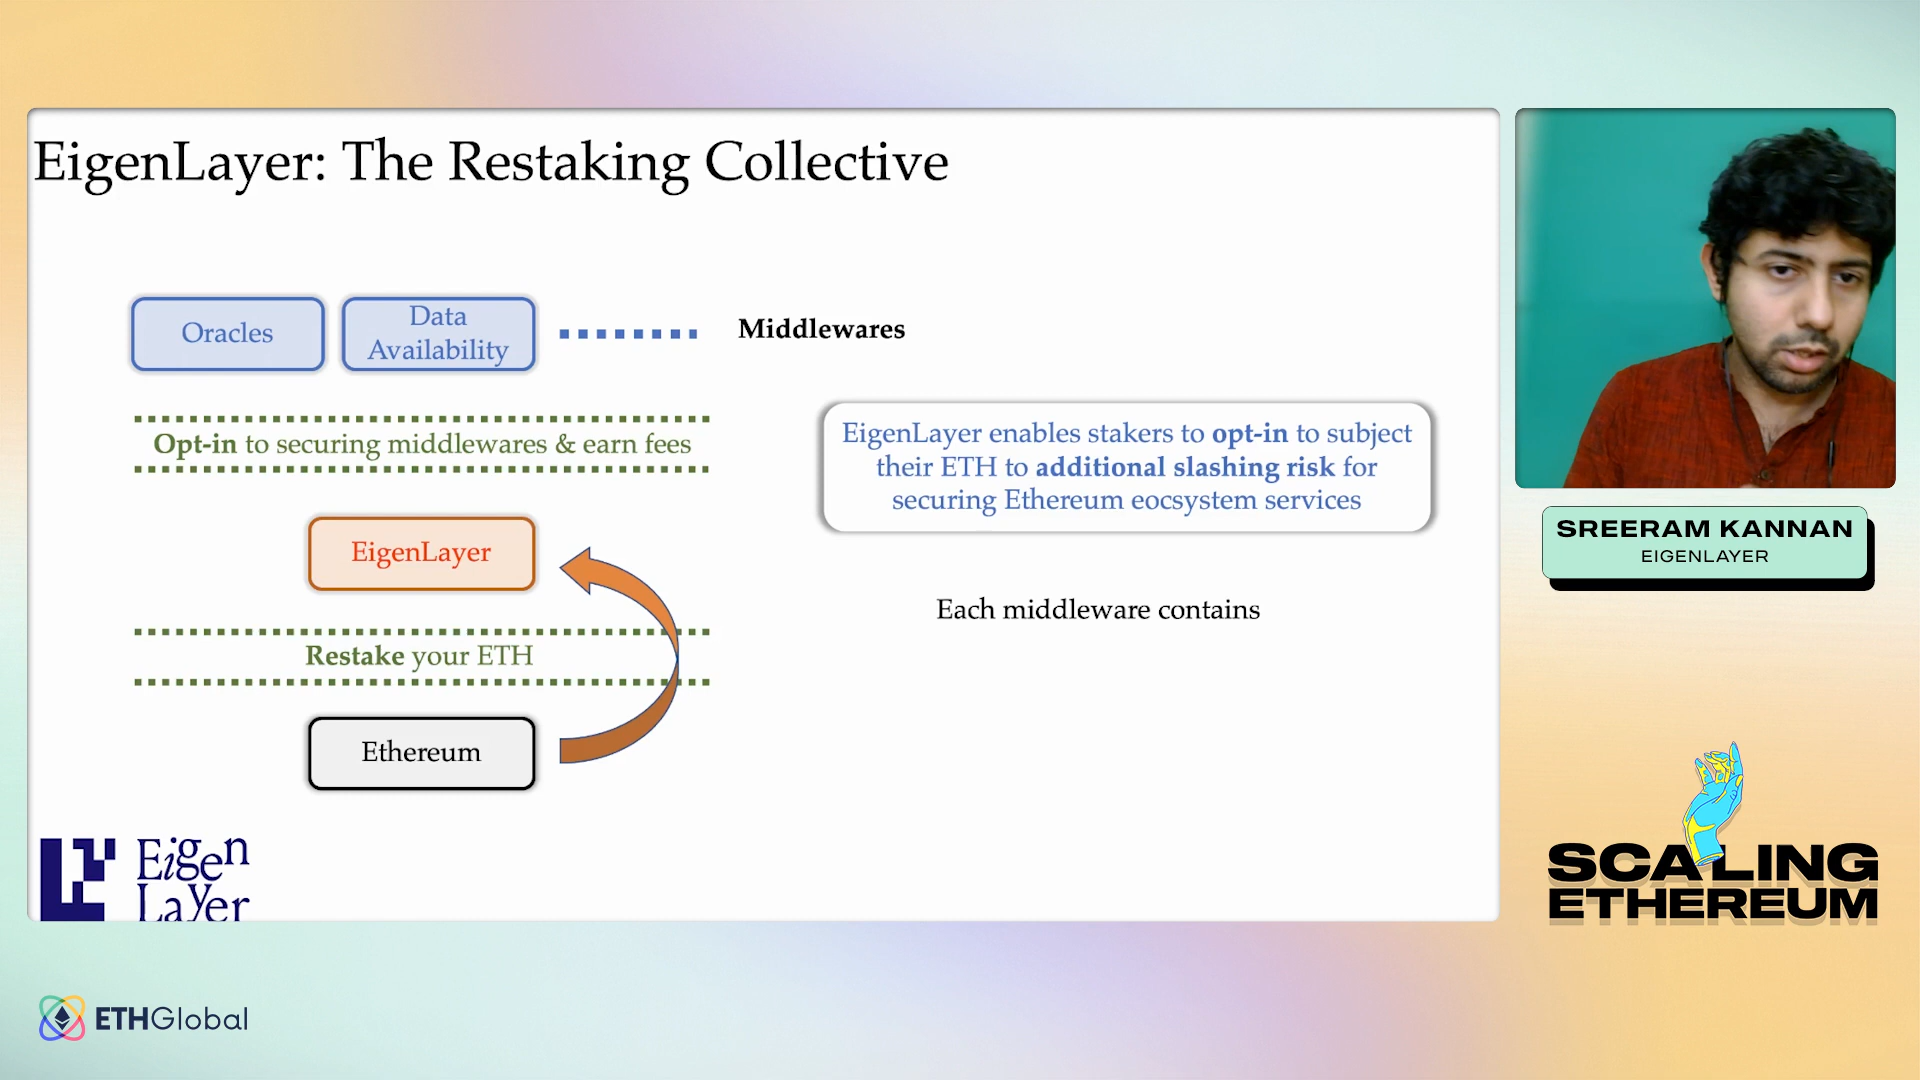 EigenLayer: The Restaking Collective
Oracles
Data
Availability
Middlewares
Opt-in to securing middlewares & earn fees
EigenLayer enables stakers to opt-in to subject
their ETH to additional slashing risk for
securing Ethereum eocsystem services
EigenLayer
Each middleware contains
Restake your ETH
Ethereum
Eigen
Layer
SREERAM KANNAN
EIGENLAYER
SCALING
ETHEREUM
ETHGlobal